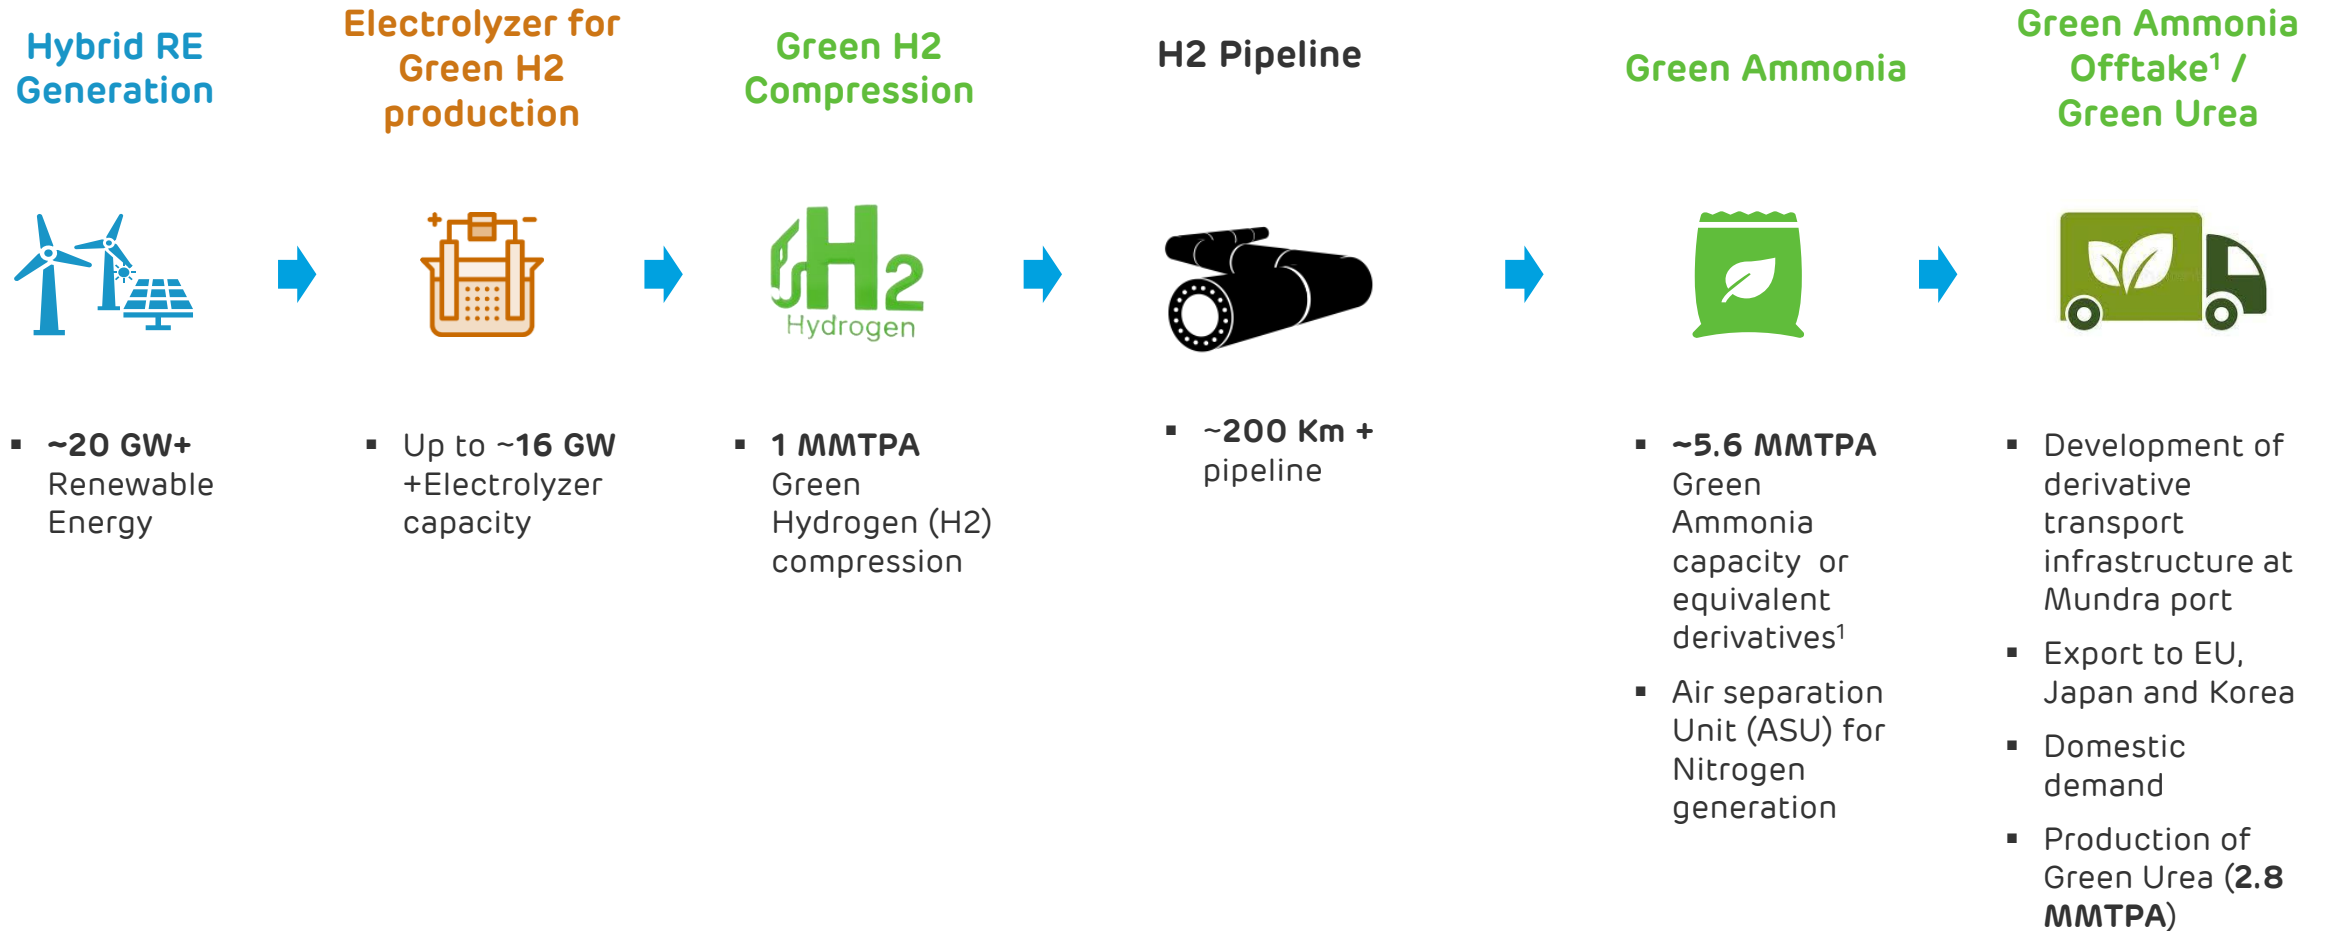 Hybrid RE
Generation
Electrolyzer for
Green H2
production
Green H2
Compression
H2 Pipeline
Green Ammonia
Green Ammonia
Offtake¹ /
Green Urea
+ −
H2
Hydrogen
▪ ~20 GW+
Renewable
Energy
▪ Up to ~16 GW
+Electrolyzer
capacity
▪ 1 MMTPA
Green
Hydrogen (H2)
compression
▪ ~200 Km +
pipeline
▪ ~5.6 MMTPA
Green
Ammonia
capacity or
equivalent
derivatives¹
▪ Air separation
Unit (ASU) for
Nitrogen
generation
▪ Development of
derivative
transport
infrastructure at
Mundra port
▪ Export to EU,
Japan and Korea
▪ Domestic
demand
▪ Production of
Green Urea (2.8
MMTPA)